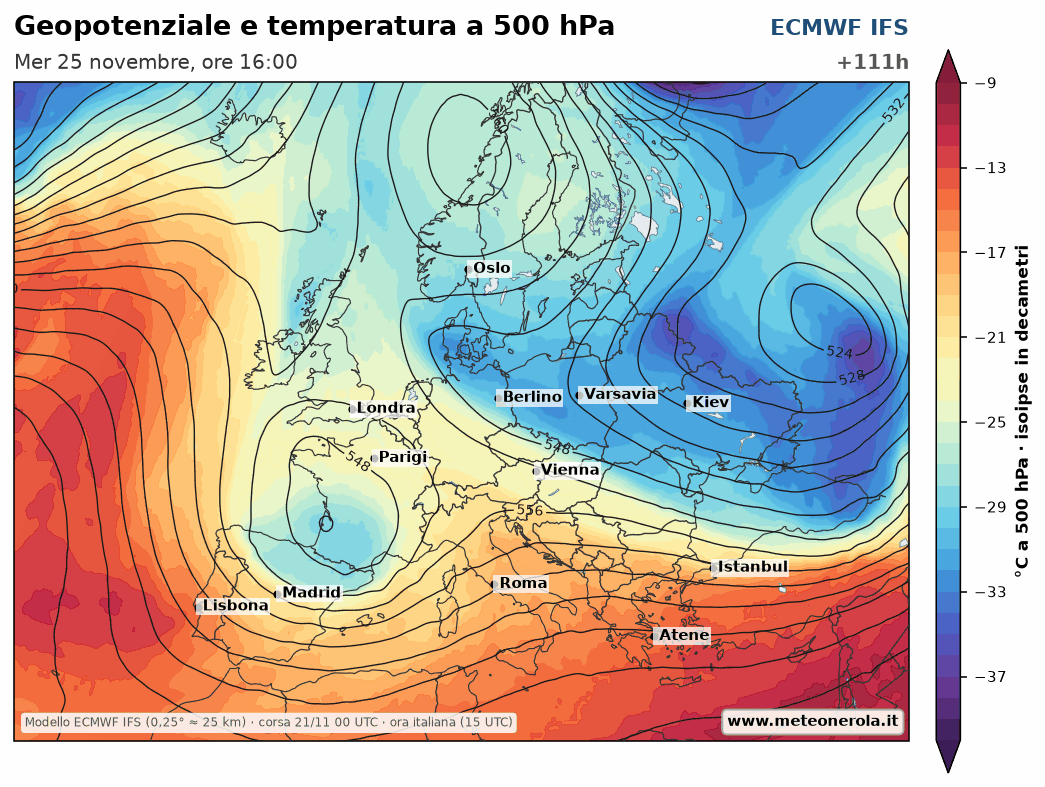 Geopotenziale e temperatura a 500 hPa
ECMWF IFS
Mer 25 novembre, ore 16:00
+111h
−9
−13
−17
−21
−25
−29
−33
−37
°C a 500 hPa · isoipse in decametri
532
524
528
548
548
556
Oslo
Berlino
Varsavia
Kiev
Londra
Parigi
Vienna
Istanbul
Roma
Madrid
Lisbona
Atene
Modello ECMWF IFS (0,25° ≈ 25 km) · corsa 21/11 00 UTC · ora italiana (15 UTC)
www.meteonerola.it